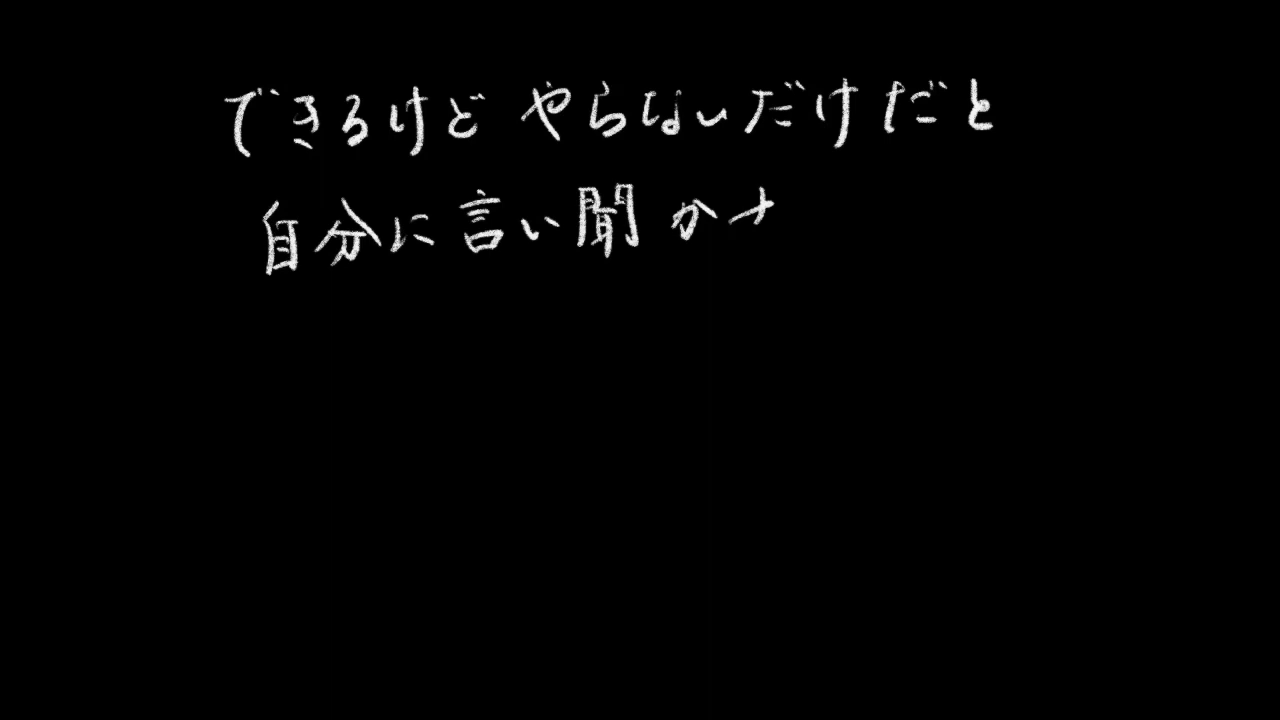 できるけど やらないだけだと
自分に言い聞か